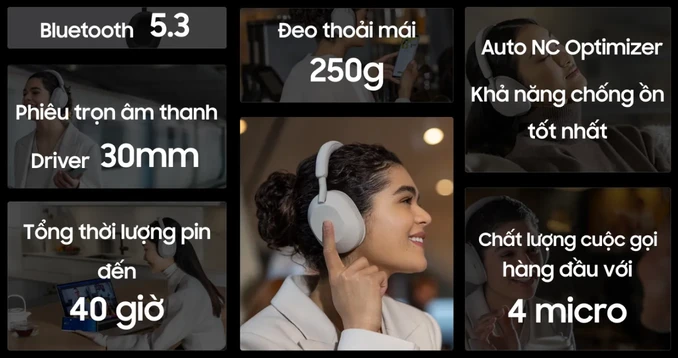 Bluetooth 5.3
Phiêu trọn âm thanh
Driver 30mm
Tổng thời lượng pin
đến
40 giờ
Đeo thoải mái
250g
Auto NC Optimizer
Khả năng chống ồn
tốt nhất
Chất lượng cuộc gọi
hàng đầu với
4 micro